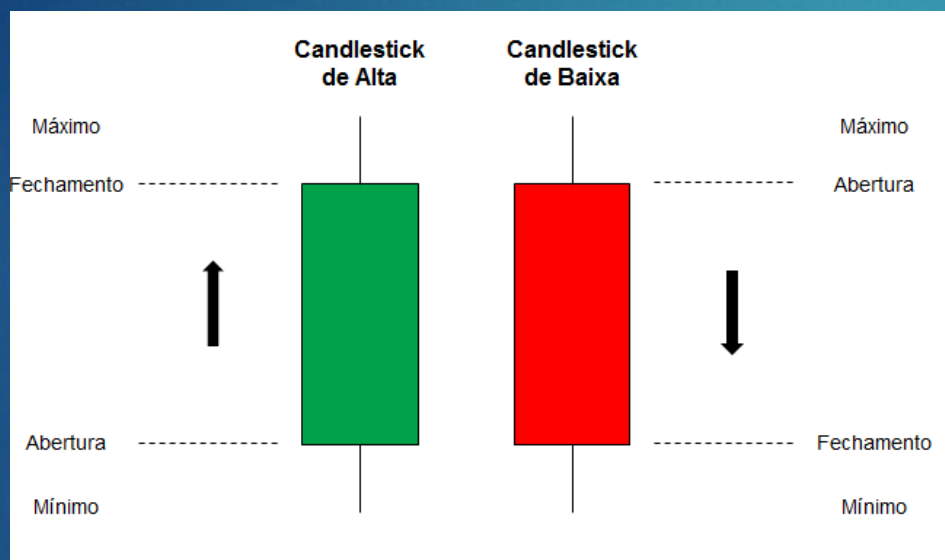 Candlestick
de Alta
Candlestick
de Baixa
Máximo
Máximo
Fechamento
Abertura
Abertura
Fechamento
Mínimo
Mínimo